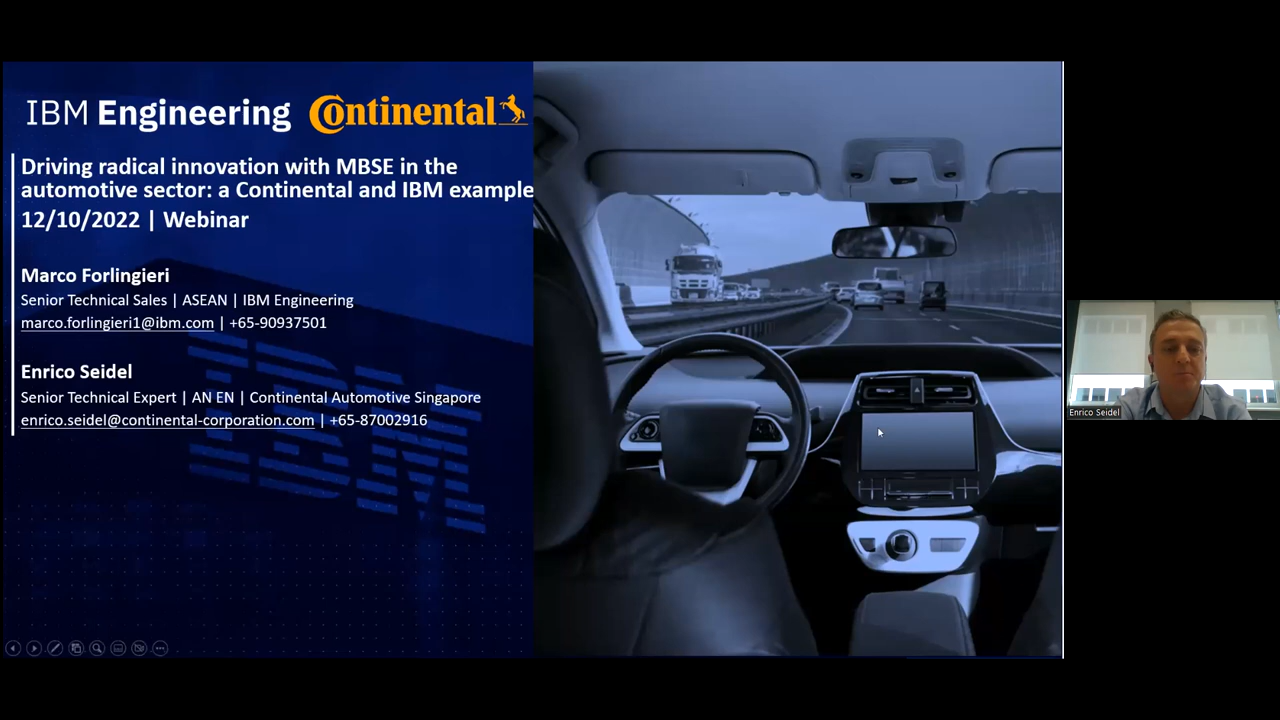 IBM Engineering Continental
Driving radical innovation with MBSE in the
automotive sector: a Continental and IBM example
12/10/2022 | Webinar
Marco Forlingieri
Senior Technical Sales | ASEAN | IBM Engineering
marco.forlingieri1@ibm.com | +65-90937501
IBM
Enrico Seidel
Senior Technical Expert | AN EN | Continental Automotive Singapore
enrico.seidel@continental-corporation.com | +65-87002916
Enrico Seidel